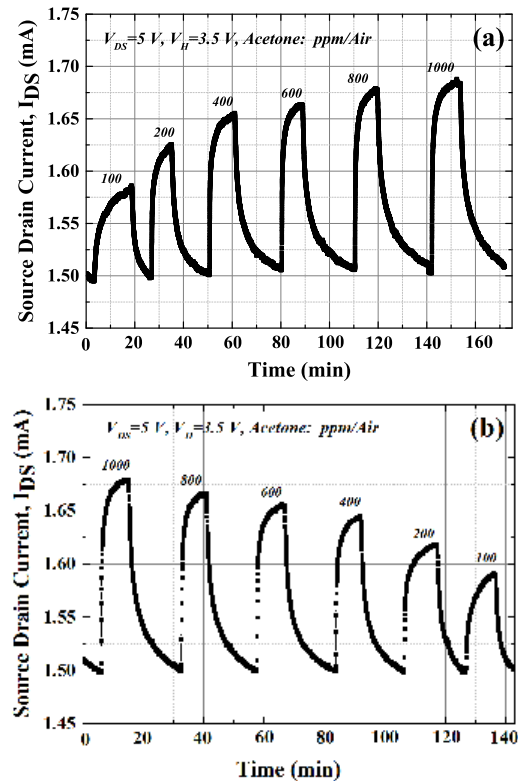 (a)
V_DS=5 V, V_H=3.5 V, Acetone: ppm/Air
100 200 400 600 800 1000
Source Drain Current, I_DS (mA)
1.75
1.70
1.65
1.60
1.55
1.50
1.45
0 20 40 60 80 100 120 140 160
Time (min)
(b)
V_DS=5 V, V_H=3.5 V, Acetone: ppm/Air
1000 800 600 400 200 100
Source Drain Current, I_DS (mA)
1.75
1.70
1.65
1.60
1.55
1.50
1.45
0 20 40 60 80 100 120 140
Time (min)